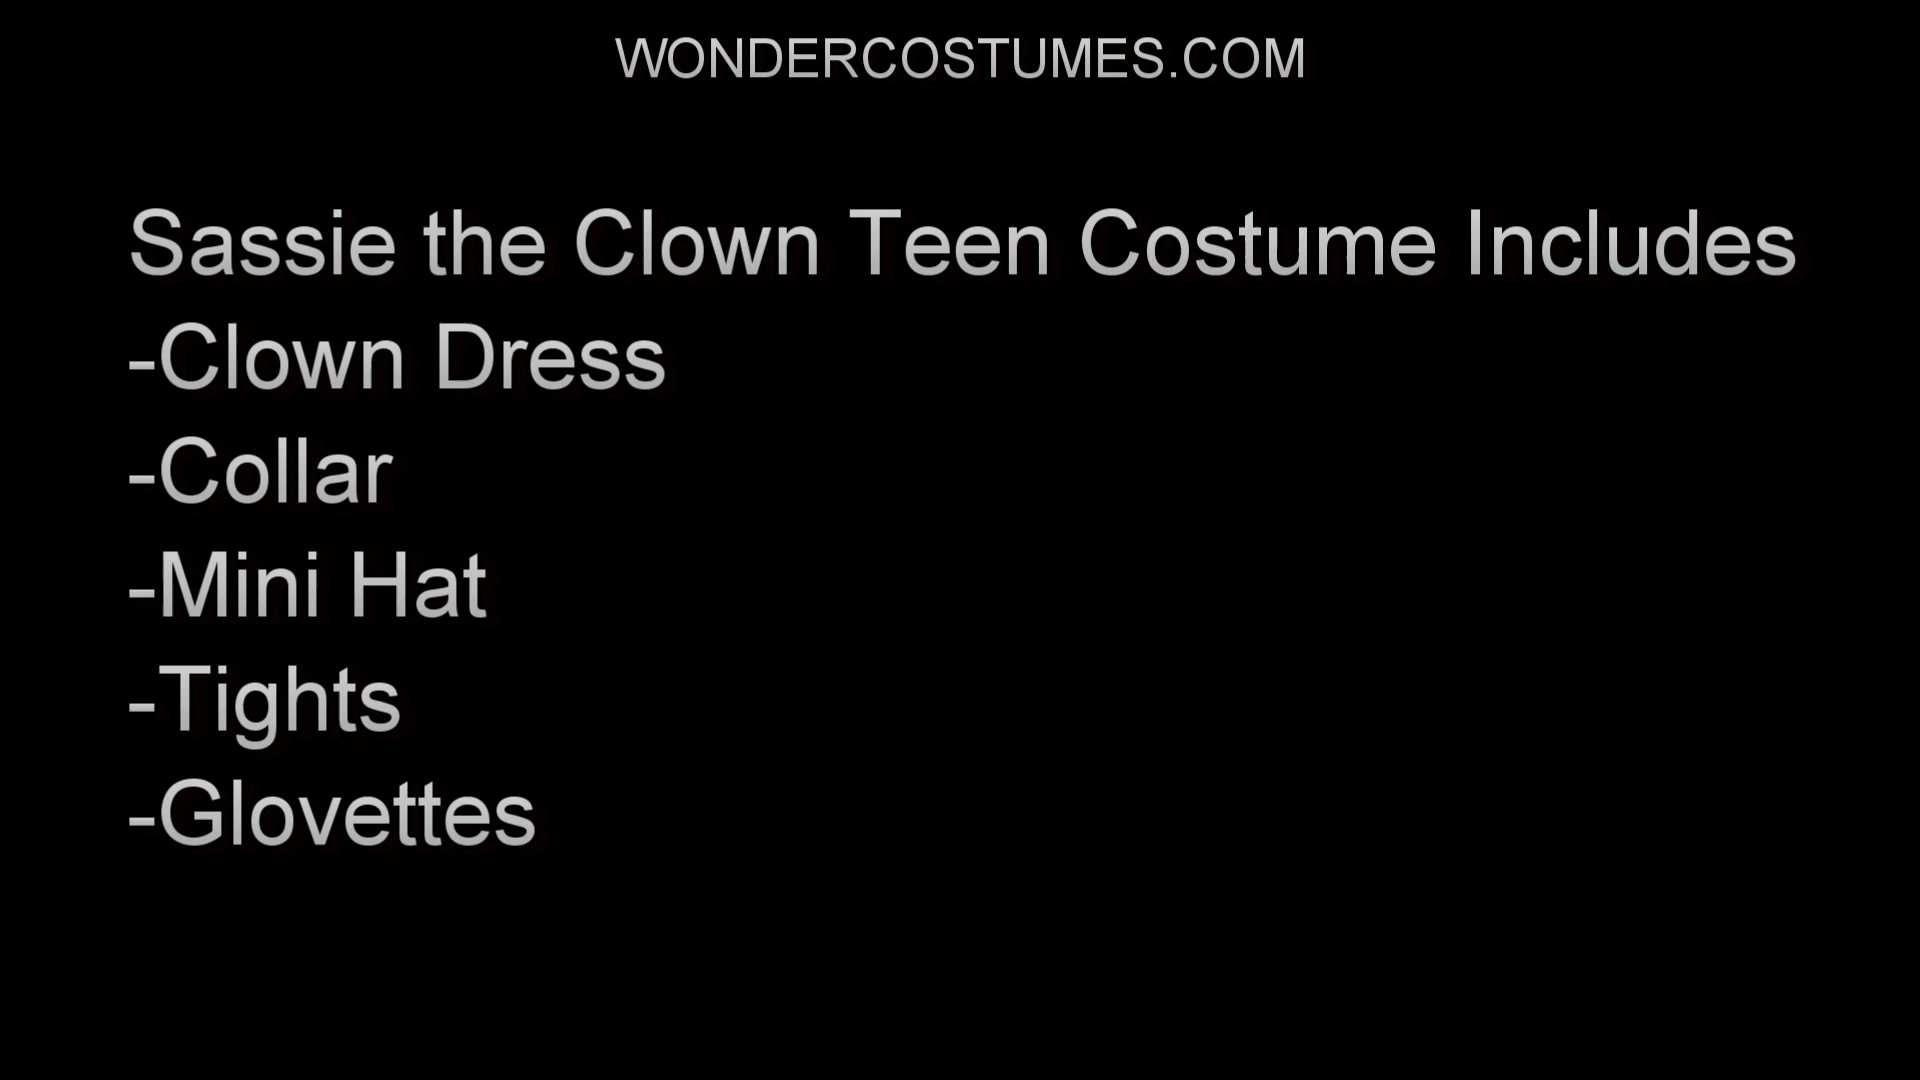 WONDERCOSTUMES.COM
Sassie the Clown Teen Costume Includes
-Clown Dress
-Collar
-Mini Hat
-Tights
-Glovettes